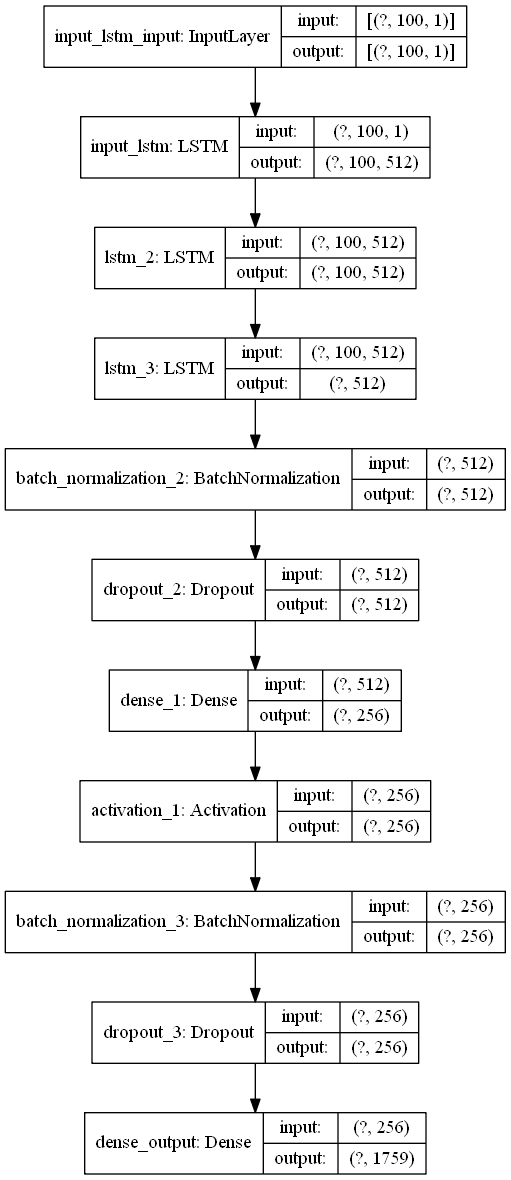 input_lstm_input: InputLayer
input: [(?, 100, 1)]
output: [(?, 100, 1)]
input_lstm: LSTM
input: (?, 100, 1)
output: (?, 100, 512)
lstm_2: LSTM
input: (?, 100, 512)
output: (?, 100, 512)
lstm_3: LSTM
input: (?, 100, 512)
output: (?, 512)
batch_normalization_2: BatchNormalization
input: (?, 512)
output: (?, 512)
dropout_2: Dropout
input: (?, 512)
output: (?, 512)
dense_1: Dense
input: (?, 512)
output: (?, 256)
activation_1: Activation
input: (?, 256)
output: (?, 256)
batch_normalization_3: BatchNormalization
input: (?, 256)
output: (?, 256)
dropout_3: Dropout
input: (?, 256)
output: (?, 256)
dense_output: Dense
input: (?, 256)
output: (?, 1759)